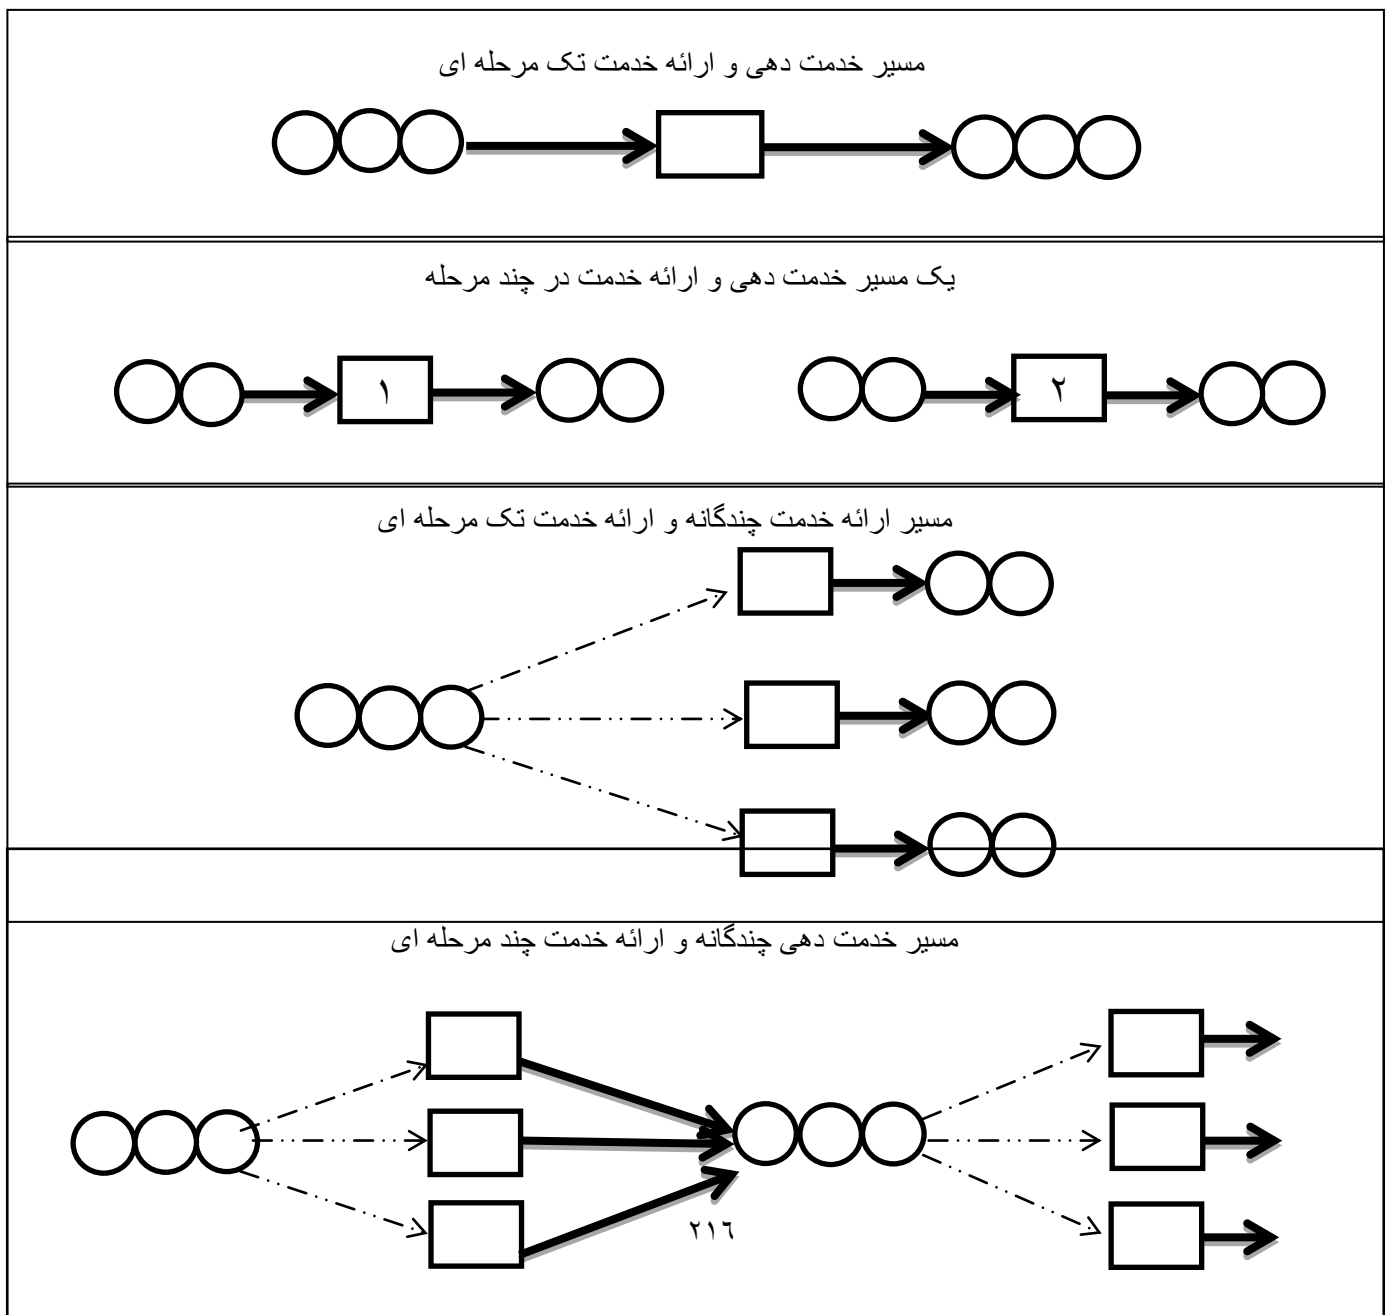 مسیر خدمت دهی و ارائه خدمت تک مرحله ای
یک مسیر خدمت دهی و ارائه خدمت در چند مرحله
۱
۲
مسیر ارائه خدمت چندگانه و ارائه خدمت تک مرحله ای
مسیر خدمت دهی چندگانه و ارائه خدمت چند مرحله ای
٢١٦